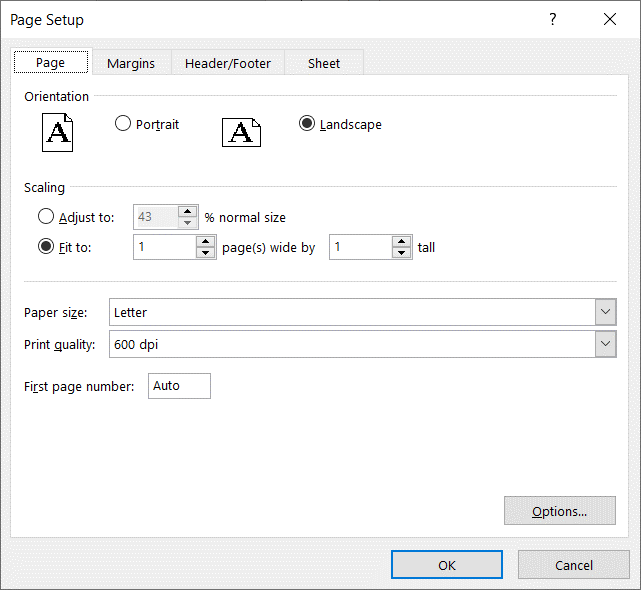 Page Setup ?
Page Margins Header/Footer Sheet
Orientation
A Portrait A Landscape
Scaling
Adjust to: 43 % normal size
Fit to: 1 page(s) wide by 1 tall
Paper size: Letter
Print quality: 600 dpi
First page number: Auto
Options...
OK Cancel